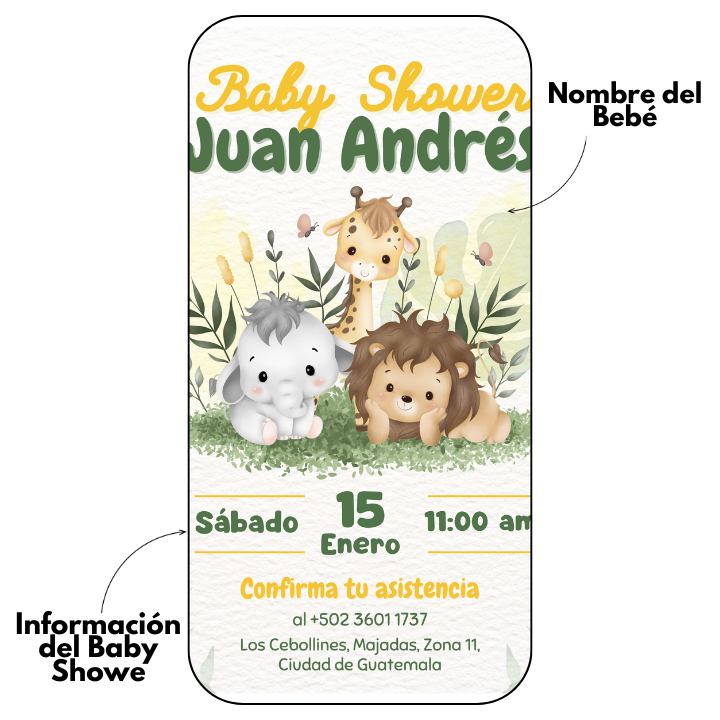 Baby Shower
Juan Andrés
Nombre del
Bebé
Sábado
15
Enero
11:00 am
Confirma tu asistencia
al +502 3601 1737
Los Cebollines, Majadas, Zona 11,
Ciudad de Guatemala
Información
del Baby
Showe